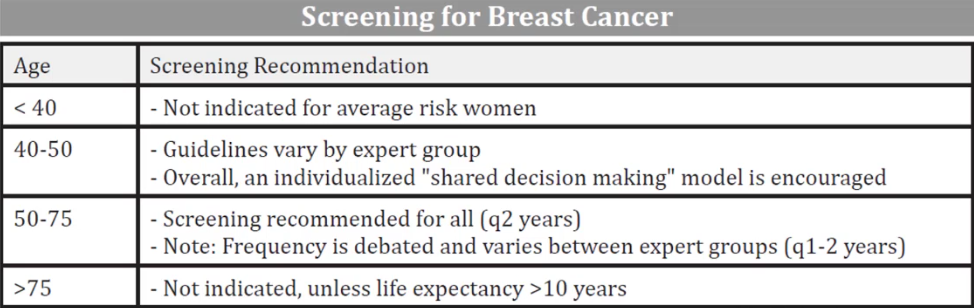 Screening for Breast Cancer
Age Screening Recommendation
< 40 - Not indicated for average risk women
40-50 - Guidelines vary by expert group
- Overall, an individualized "shared decision making" model is encouraged
50-75 - Screening recommended for all (q2 years)
- Note: Frequency is debated and varies between expert groups (q1-2 years)
>75 - Not indicated, unless life expectancy >10 years